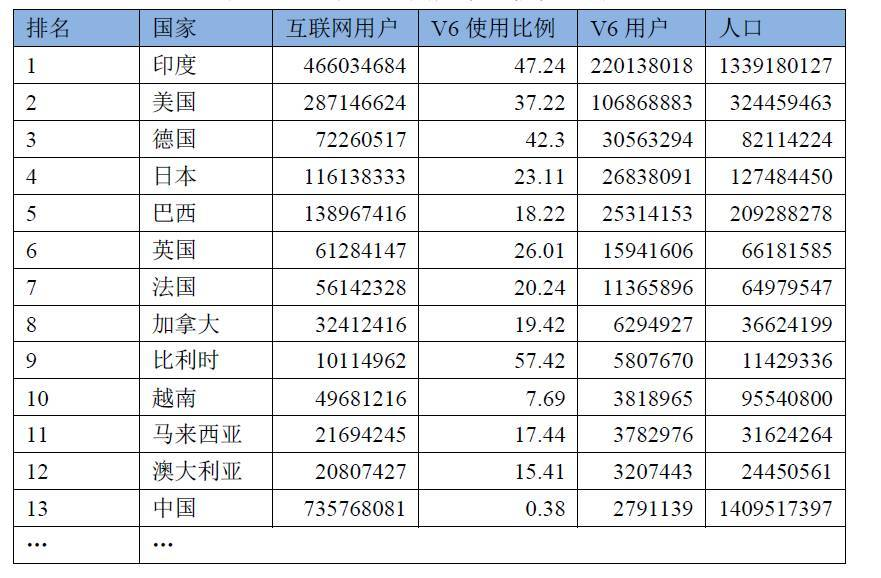 排名 国家 互联网用户 V6 使用比例 V6 用户 人口
1 印度 466034684 47.24 220138018 1339180127
2 美国 287146624 37.22 106868883 324459463
3 德国 72260517 42.3 30563294 82114224
4 日本 116138333 23.11 26838091 127484450
5 巴西 138967416 18.22 25314153 209288278
6 英国 61284147 26.01 15941606 66181585
7 法国 56142328 20.24 11365896 64979547
8 加拿大 32412416 19.42 6294927 36624199
9 比利时 10114962 57.42 5807670 11429336
10 越南 49681216 7.69 3818965 95540800
11 马来西亚 21694245 17.44 3782976 31624264
12 澳大利亚 20807427 15.41 3207443 24450561
13 中国 735768081 0.38 2791139 1409517397
… …